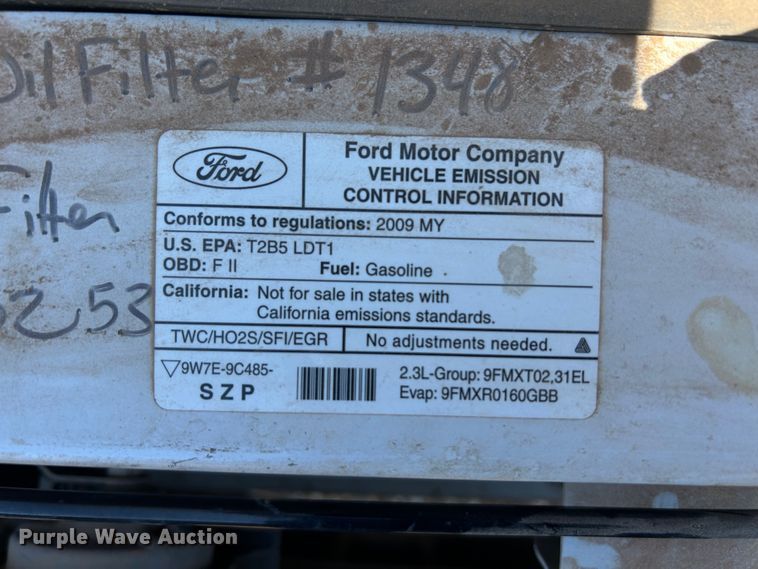 Oil Filter # 1348
Filter
5253
Ford
Ford Motor Company
VEHICLE EMISSION
CONTROL INFORMATION
Conforms to regulations: 2009 MY
U.S. EPA: T2B5 LDT1
OBD: F II Fuel: Gasoline
California: Not for sale in states with
California emissions standards.
TWC/HO2S/SFI/EGR No adjustments needed.
9W7E-9C485-
SZP
2.3L-Group: 9FMXT02,31EL
Evap: 9FMXR0160GBB
Purple Wave Auction